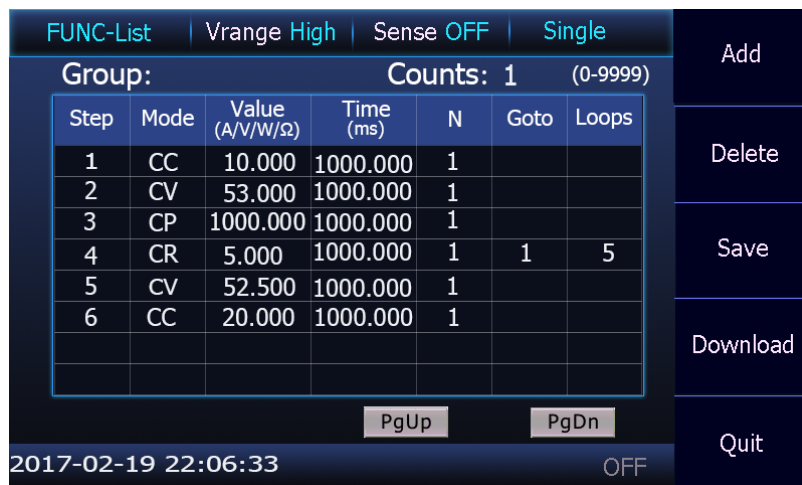 FUNC-List Vrange High Sense OFF Single
Group: Counts: 1 (0-9999)
Step Mode Value (A/V/W/Ω) Time (ms) N Goto Loops
1 CC 10.000 1000.000 1
2 CV 53.000 1000.000 1
3 CP 1000.000 1000.000 1
4 CR 5.000 1000.000 1 1 5
5 CV 52.500 1000.000 1
6 CC 20.000 1000.000 1
PgUp PgDn
2017-02-19 22:06:33 OFF
Add
Delete
Save
Download
Quit